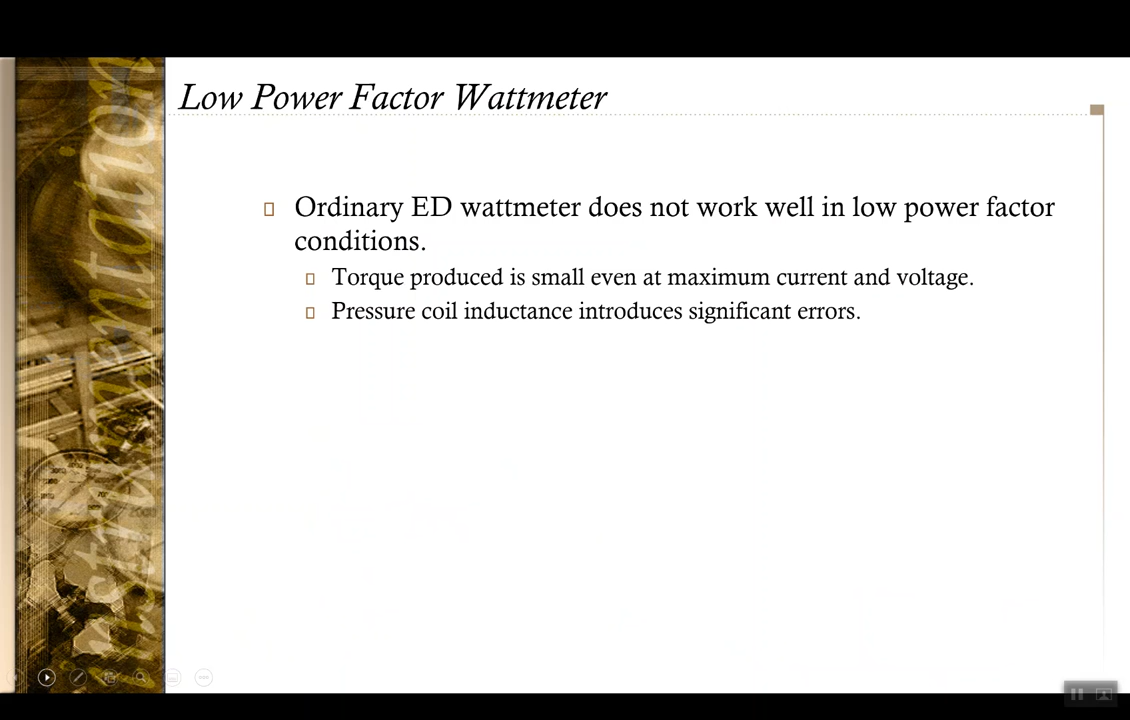 Low Power Factor Wattmeter
Ordinary ED wattmeter does not work well in low power factor
conditions.
Torque produced is small even at maximum current and voltage.
Pressure coil inductance introduces significant errors.
instrumentation